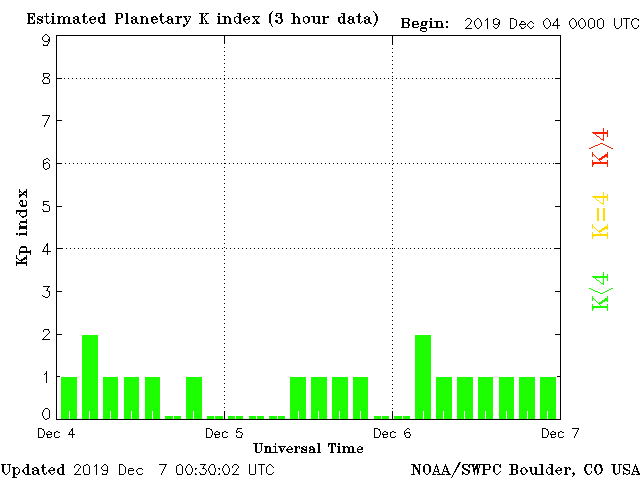 Estimated Planetary K index (3 hour data)
Begin: 2019 Dec 04 0000 UTC
9
8
7
6
5
4
3
2
1
0
Kp index
K>4
K=4
K<4
Dec 4
Dec 5
Dec 6
Dec 7
Universal Time
Updated 2019 Dec 7 00:30:02 UTC
NOAA/SWPC Boulder, CO USA